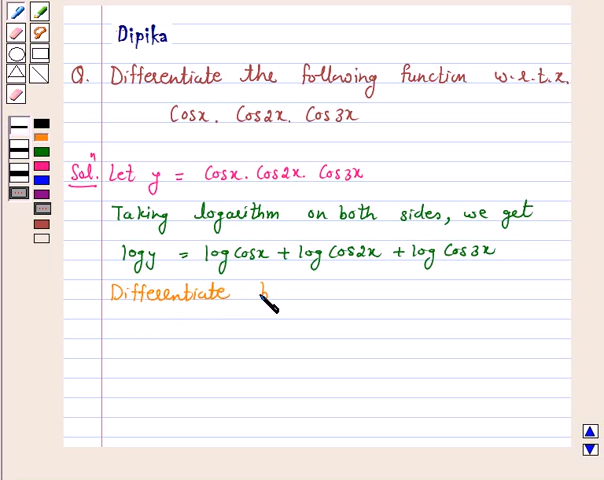 Dipika
Q. Differentiate the following function w.r.t.x.
Cosx. Cos2x. Cos3x
Solⁿ. Let y = Cosx. Cos2x. Cos3x
Taking logarithm on both sides, we get
logy = log Cosx + log Cos2x + log Cos3x
Differentiate b